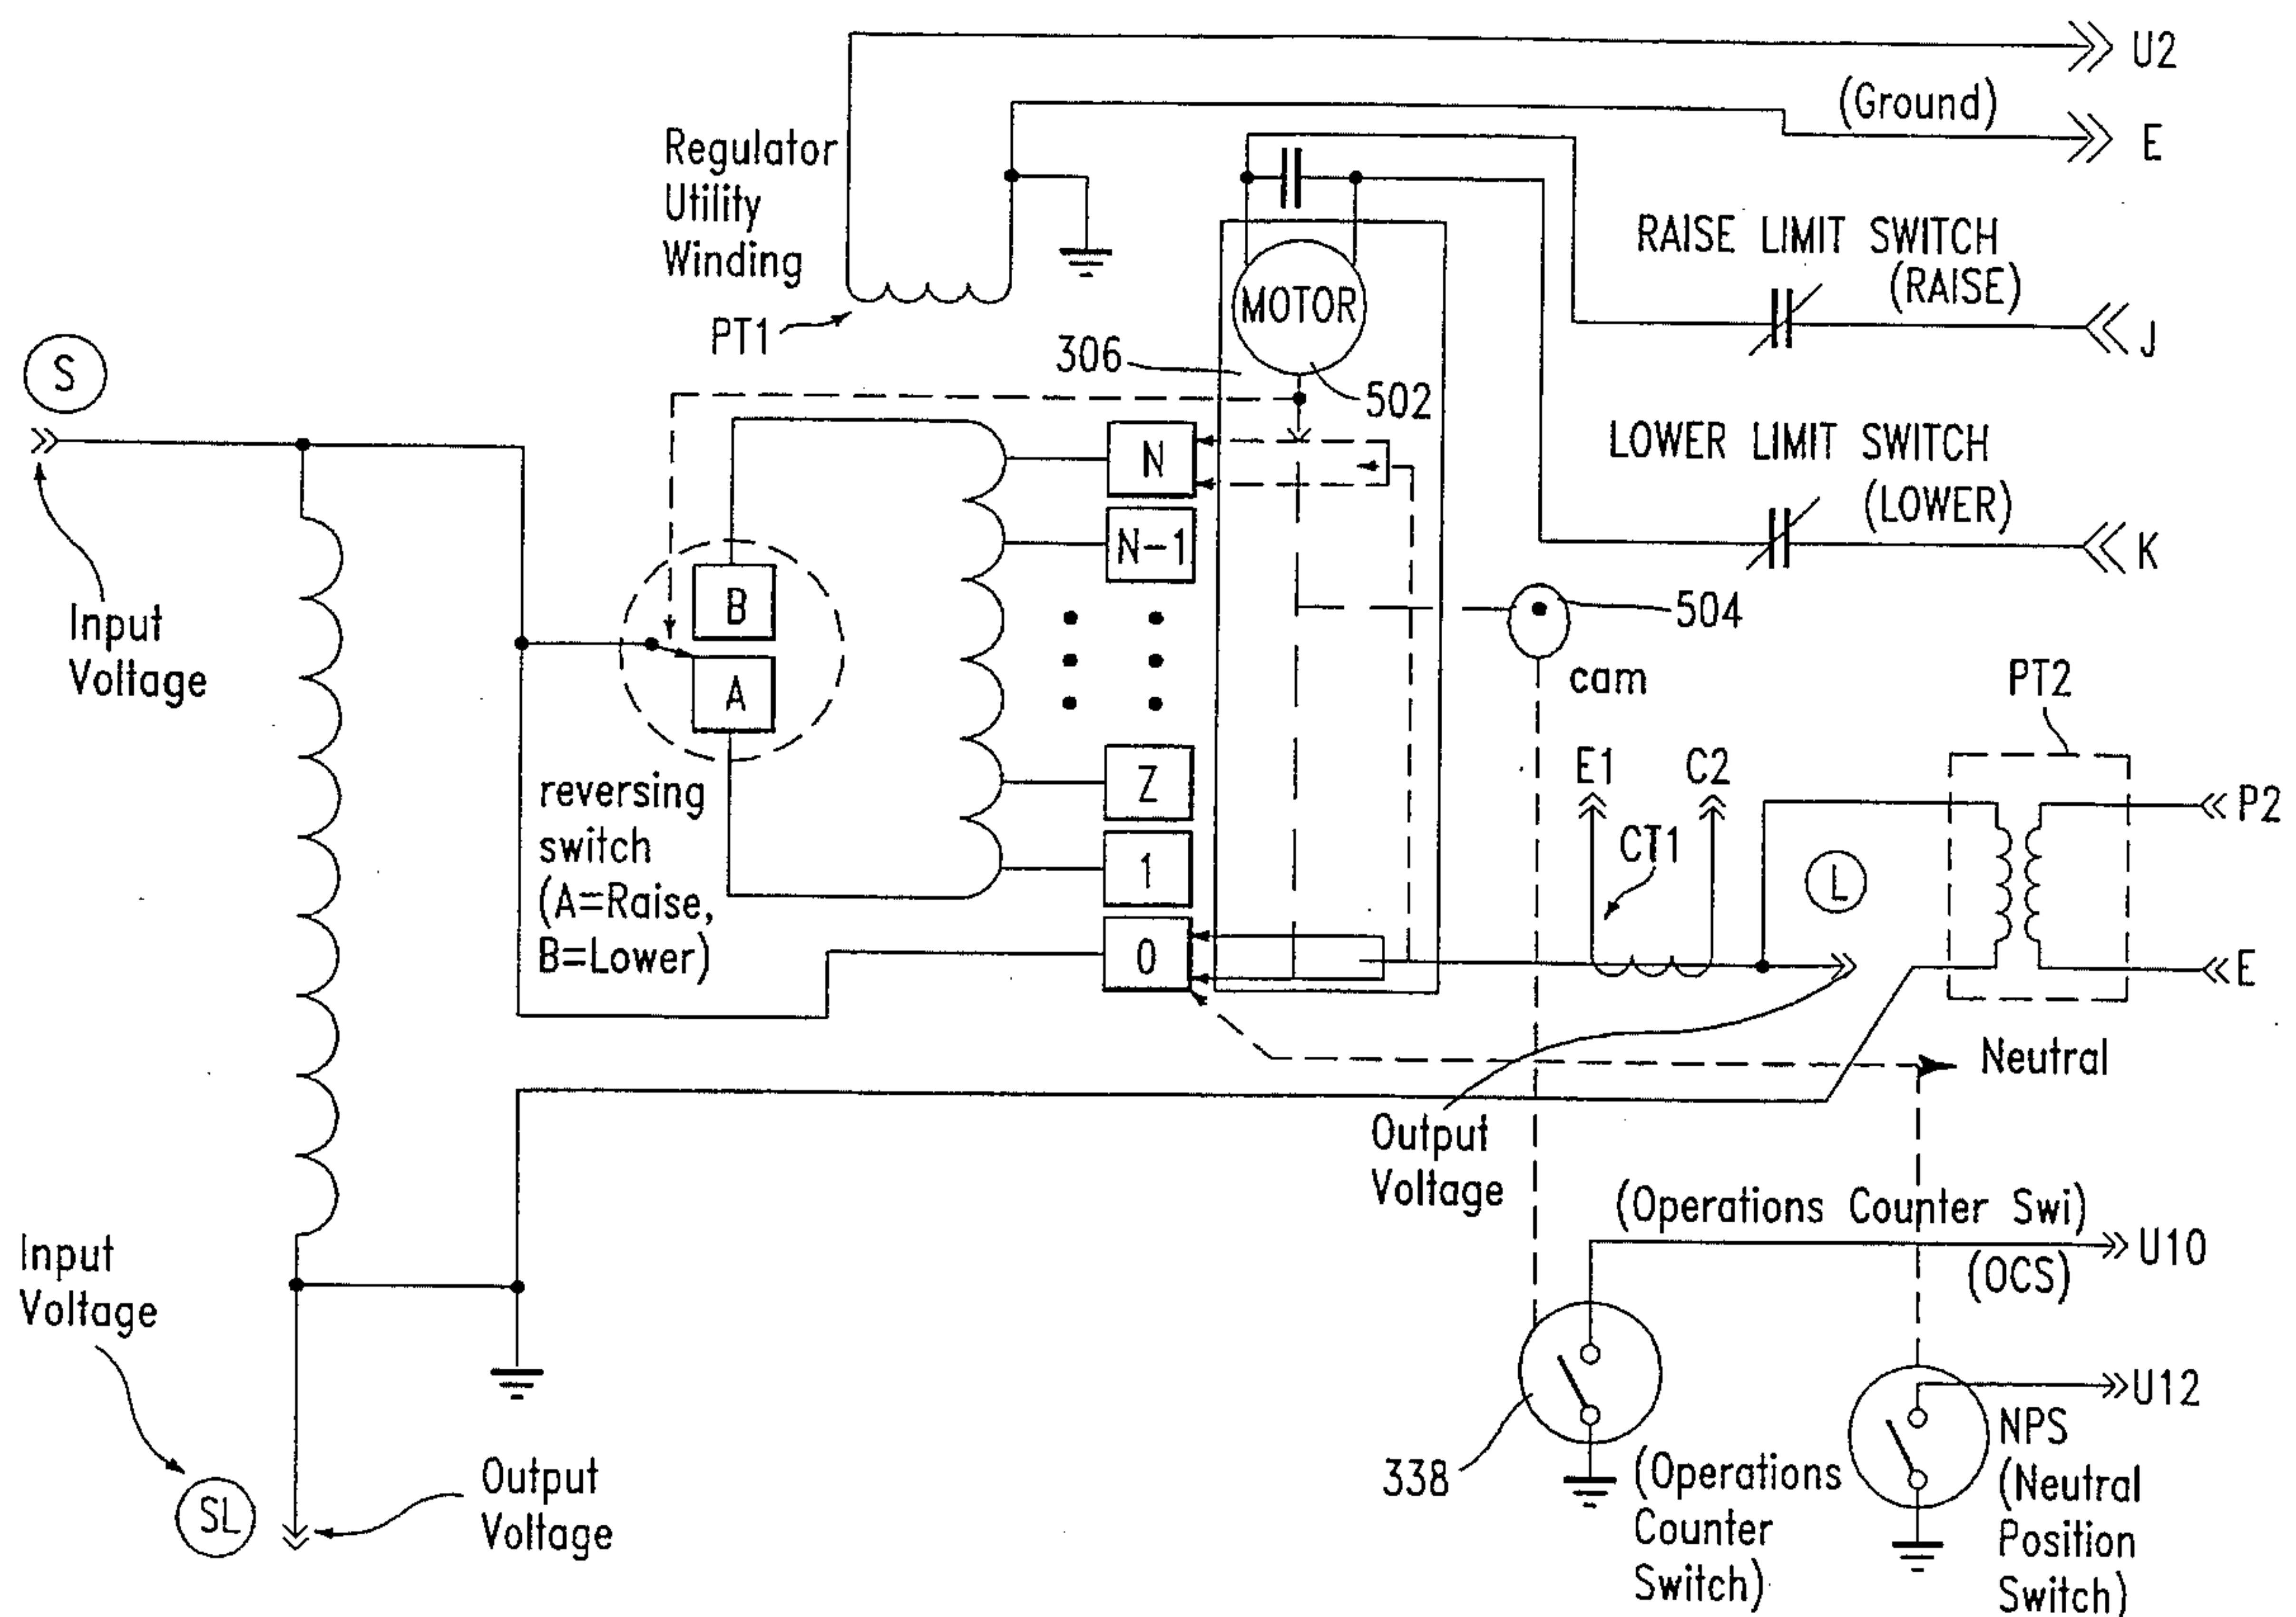 U2
(Ground)
E
Regulator
Utility
Winding
PT1
MOTOR
306
502
RAISE LIMIT SWITCH
(RAISE)
J
LOWER LIMIT SWITCH
(LOWER)
K
S
Input
Voltage
B
A
reversing
switch
(A=Raise,
B=Lower)
N
N-1
Z
1
0
504
cam
E1
C2
CT1
L
PT2
P2
E
Neutral
Output
Voltage
(Operations Counter Swi)
U10
(OCS)
U12
338
(Operations
Counter
Switch)
NPS
(Neutral
Position
Switch)
Input
Voltage
SL
Output
Voltage